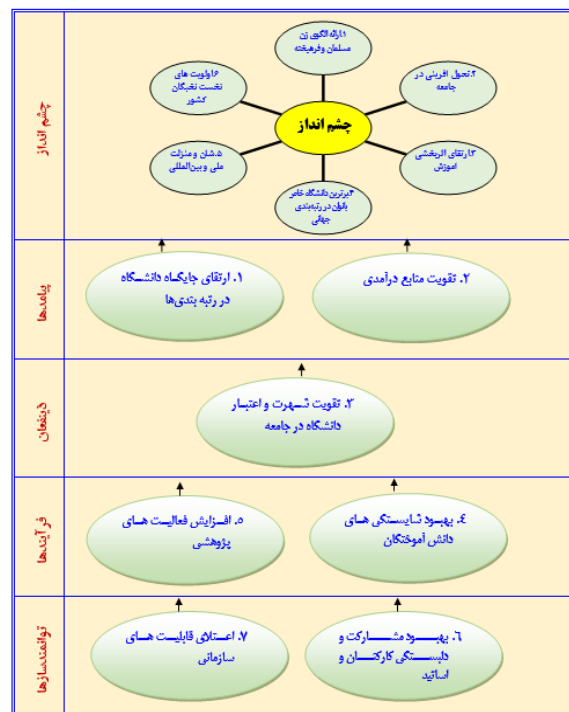 چشم انداز
۱.ارائه الگوی زن
مسلمان و فرهیخته
۲.تحول آفرینی در
جامعه
۳.ارتقای اثربخشی
آموزش
۴.برترین دانشگاه خاص
بانوان در رتبه‌بندی
جهانی
۵.شان و منزلت
ملی و بین‌المللی
۶.اولویت های
نخست نخبگان
کشور
چشم انداز
پیامدها
۱. ارتقای جایگاه دانشگاه
در رتبه بندی‌ها
۲. تقویت منابع درآمدی
ذینفعان
۳. تقویت شهرت و اعتبار
دانشگاه در جامعه
فرآیندها
۴. بهبود شایستگی های
دانش آموختگان
۵. افزایش فعالیت های
پژوهشی
توانمندسازها
۶. بهبود مشارکت و
دلبستگی کارکنان و
اساتید
۷. اعتلای قابلیت های
سازمانی